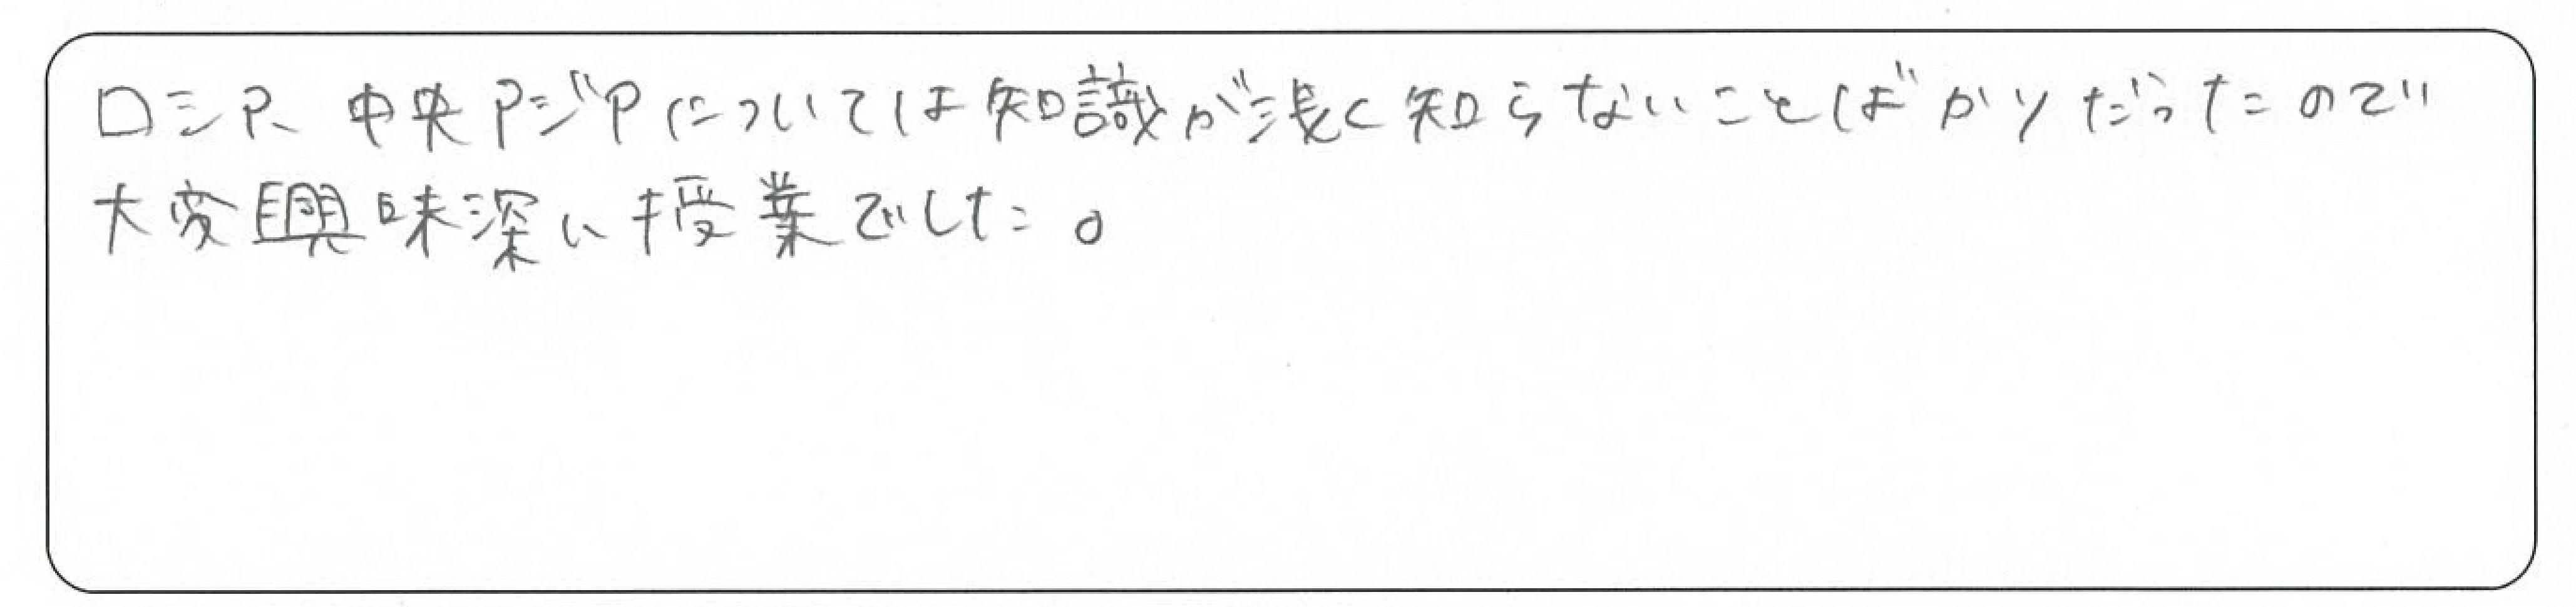 ロシア、中央アジアについては知識が浅く知らないことばかりだったので
大変興味深い授業でした。